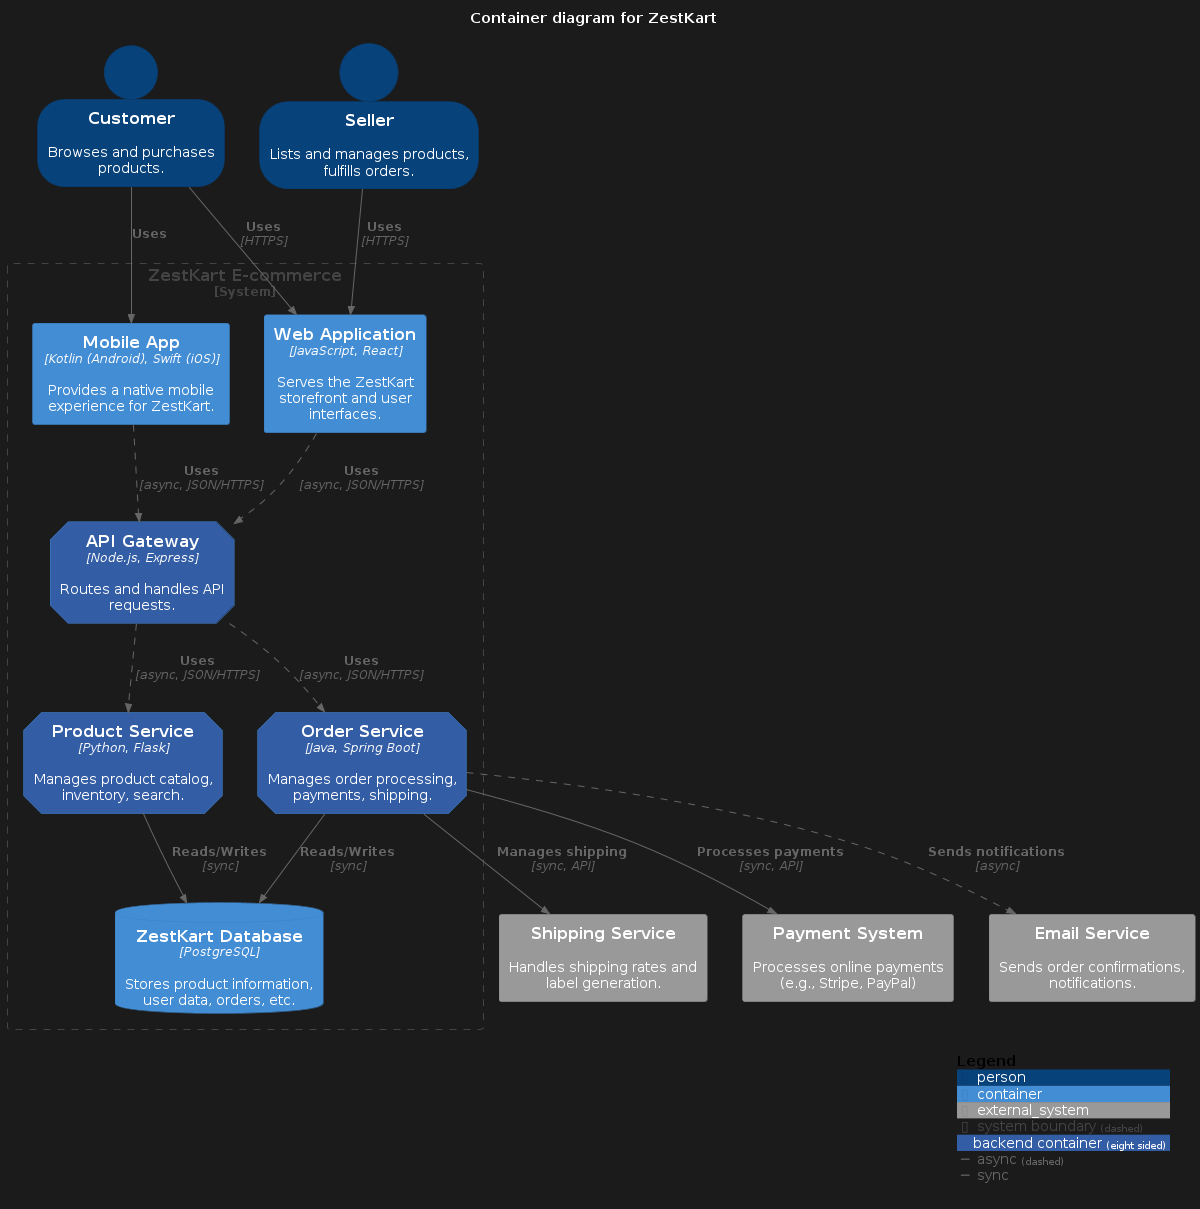 Container diagram for ZestKart
Customer
Browses and purchases
products.
Seller
Lists and manages products,
fulfills orders.
Uses
Uses
[HTTPS]
Uses
[HTTPS]
ZestKart E-commerce
[System]
Mobile App
[Kotlin (Android), Swift (iOS)]
Provides a native mobile
experience for ZestKart.
Web Application
[JavaScript, React]
Serves the ZestKart
storefront and user
interfaces.
Uses
[async, JSON/HTTPS]
Uses
[async, JSON/HTTPS]
API Gateway
[Node.js, Express]
Routes and handles API
requests.
Uses
[async, JSON/HTTPS]
Uses
[async, JSON/HTTPS]
Product Service
[Python, Flask]
Manages product catalog,
inventory, search.
Order Service
[Java, Spring Boot]
Manages order processing,
payments, shipping.
Reads/Writes
[sync]
Reads/Writes
[sync]
Manages shipping
[sync, API]
Processes payments
[sync, API]
Sends notifications
[async]
ZestKart Database
[PostgreSQL]
Stores product information,
user data, orders, etc.
Shipping Service
Handles shipping rates and
label generation.
Payment System
Processes online payments
(e.g., Stripe, PayPal)
Email Service
Sends order confirmations,
notifications.
Legend
person
container
external_system
system boundary (dashed)
backend container (eight sided)
async (dashed)
sync